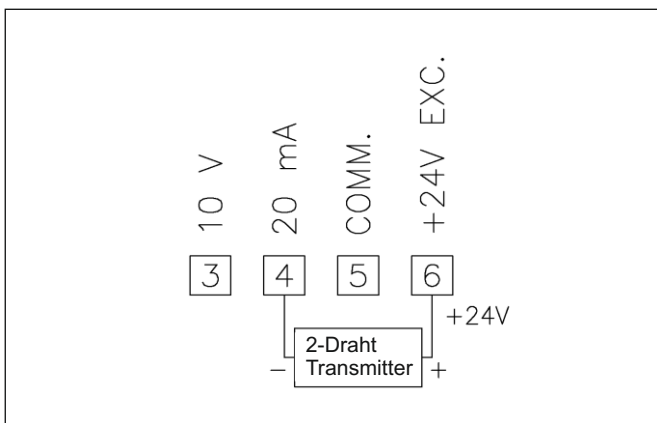 10 V
20 mA
COMM.
+24V EXC.
3
4
5
6
+24V
2-Draht
Transmitter
-
+